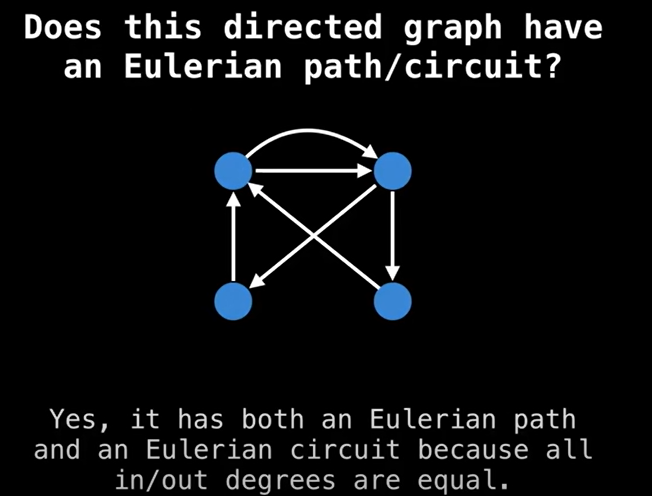 Does this directed graph have
an Eulerian path/circuit?
Yes, it has both an Eulerian path
and an Eulerian circuit because all
in/out degrees are equal.